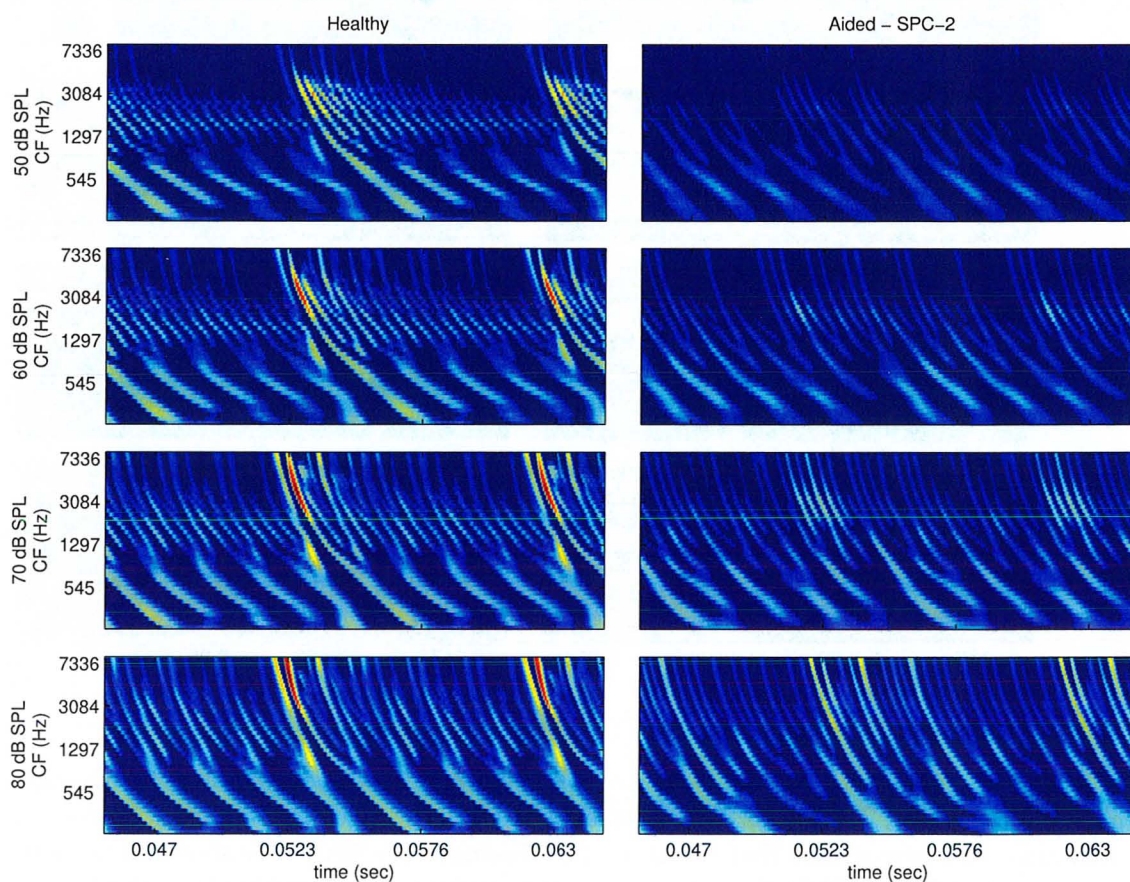 Healthy
Aided – SPC–2
50 dB SPL
CF (Hz)
7336
3084
1297
545
60 dB SPL
CF (Hz)
7336
3084
1297
545
70 dB SPL
CF (Hz)
7336
3084
1297
545
80 dB SPL
CF (Hz)
7336
3084
1297
545
0.047
0.0523
0.0576
0.063
time (sec)
0.047
0.0523
0.0576
0.063
time (sec)